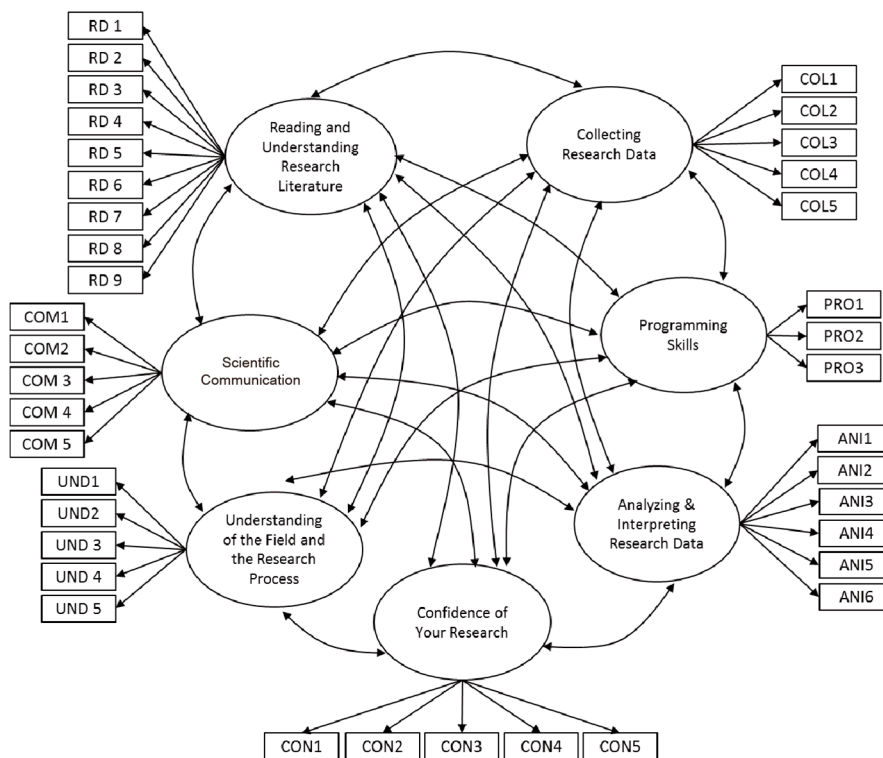 RD 1
RD 2
RD 3
RD 4
RD 5
RD 6
RD 7
RD 8
RD 9
Reading and
Understanding
Research
Literature
Collecting
Research Data
COL1
COL2
COL3
COL4
COL5
COM1
COM2
COM 3
COM 4
COM 5
Scientific
Communication
Programming
Skills
PRO1
PRO2
PRO3
UND1
UND2
UND 3
UND 4
UND 5
Understanding
of the Field and
the Research
Process
Analyzing &
Interpreting
Research Data
ANI1
ANI2
ANI3
ANI4
ANI5
ANI6
Confidence of
Your Research
CON1
CON2
CON3
CON4
CON5